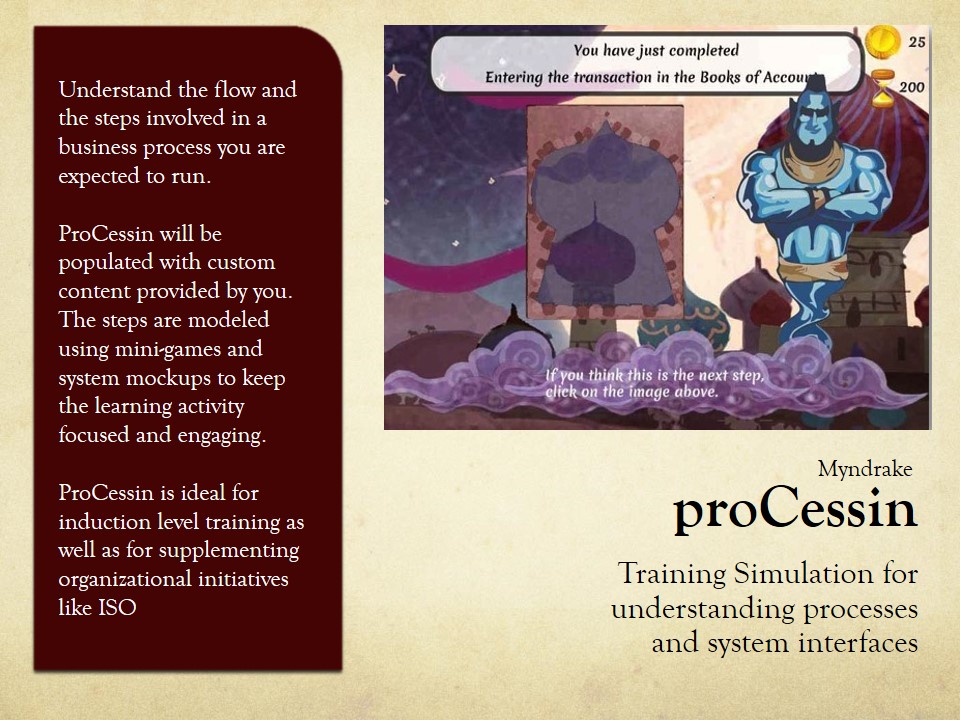 Understand the flow and
the steps involved in a
business process you are
expected to run.
ProCessin will be
populated with custom
content provided by you.
The steps are modeled
using mini-games and
system mockups to keep
the learning activity
focused and engaging.
ProCessin is ideal for
induction level training as
well as for supplementing
organizational initiatives
like ISO
You have just completed
Entering the transaction in the Books of
25
200
If you think this is the next step,
click on the image above.
Myndrake
proCessin
Training Simulation for
understanding processes
and system interfaces